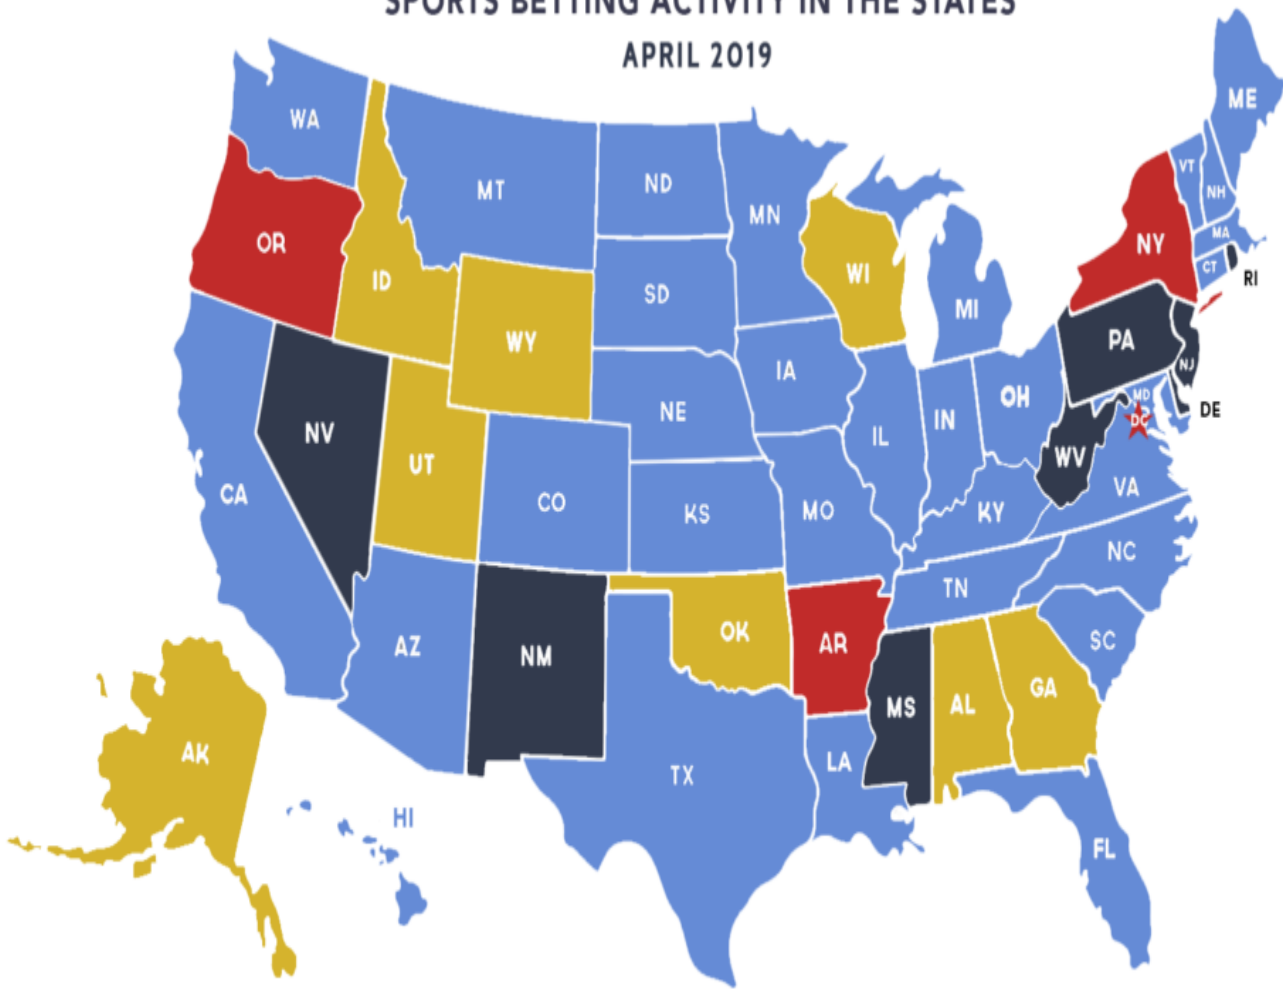 SPORTS BETTING ACTIVITY IN THE STATES
APRIL 2019
WA
MT
ND
MN
ME
VT
NH
OR
ID
WY
SD
WI
MI
NY
MA
CT
RI
PA
NJ
NV
UT
CO
NE
IA
IL
IN
OH
MD
DE
DC
WV
CA
KS
MO
KY
VA
NC
TN
AZ
NM
OK
AR
SC
MS
AL
GA
AK
TX
LA
HI
FL